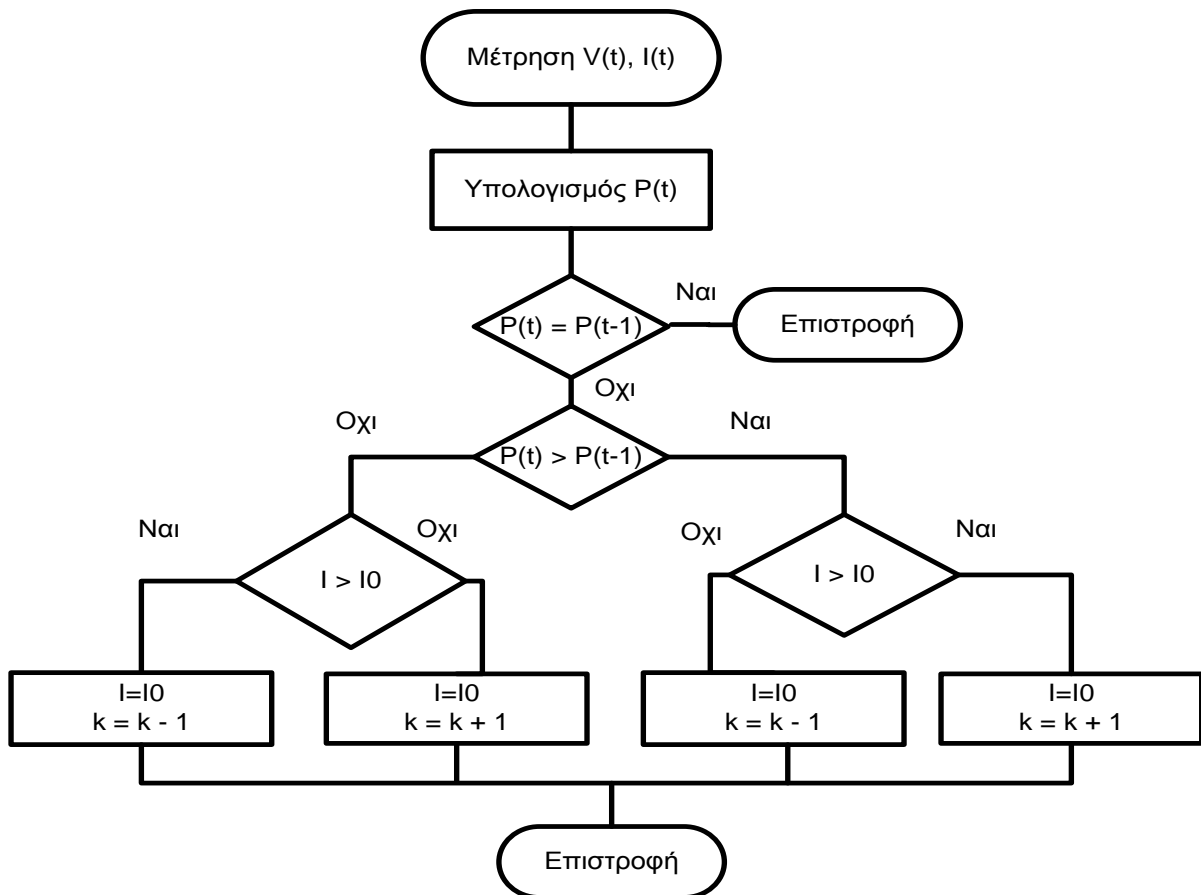 Μέτρηση V(t), I(t)
Υπολογισμός P(t)
Ναι
P(t) = P(t-1)
Επιστροφή
Οχι
Οχι
Ναι
P(t) > P(t-1)
Ναι
Οχι
Οχι
Ναι
I > I0
I > I0
I=I0
k = k - 1
I=I0
k = k + 1
I=I0
k = k - 1
I=I0
k = k + 1
Επιστροφή